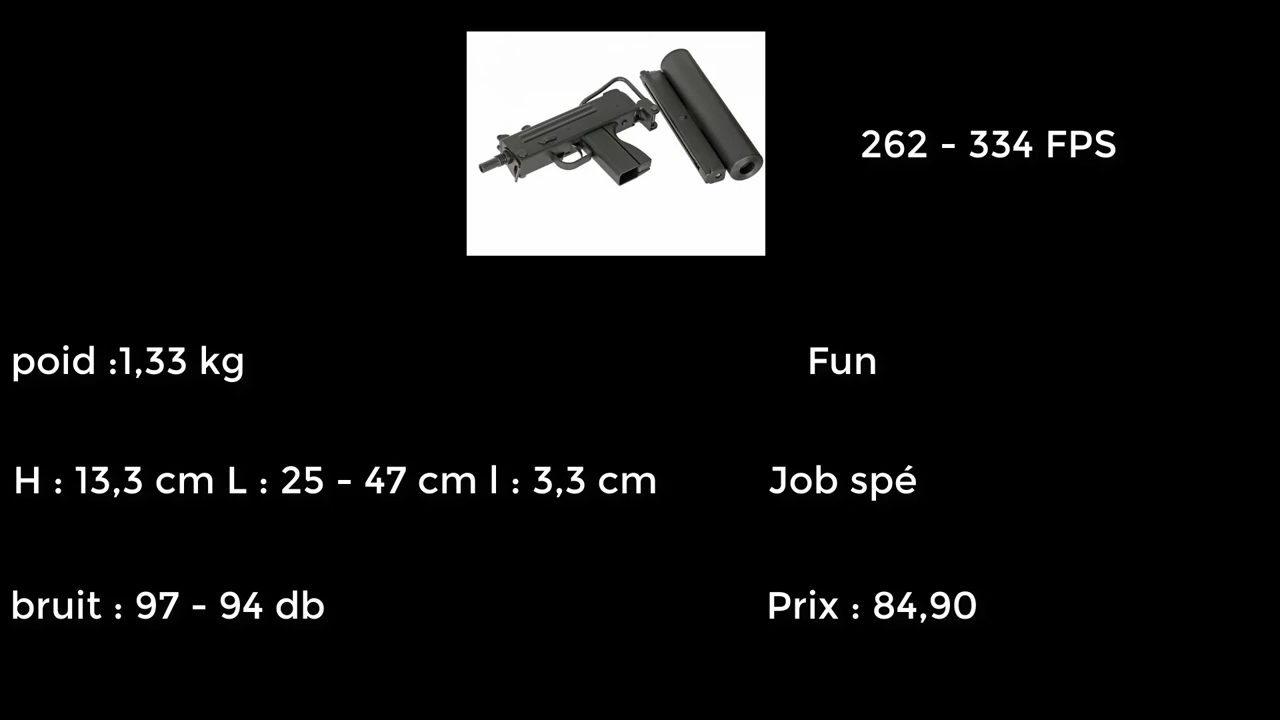 262 - 334 FPS
poid :1,33 kg
Fun
H : 13,3 cm L : 25 - 47 cm l : 3,3 cm
Job spé
bruit : 97 - 94 db
Prix : 84,90